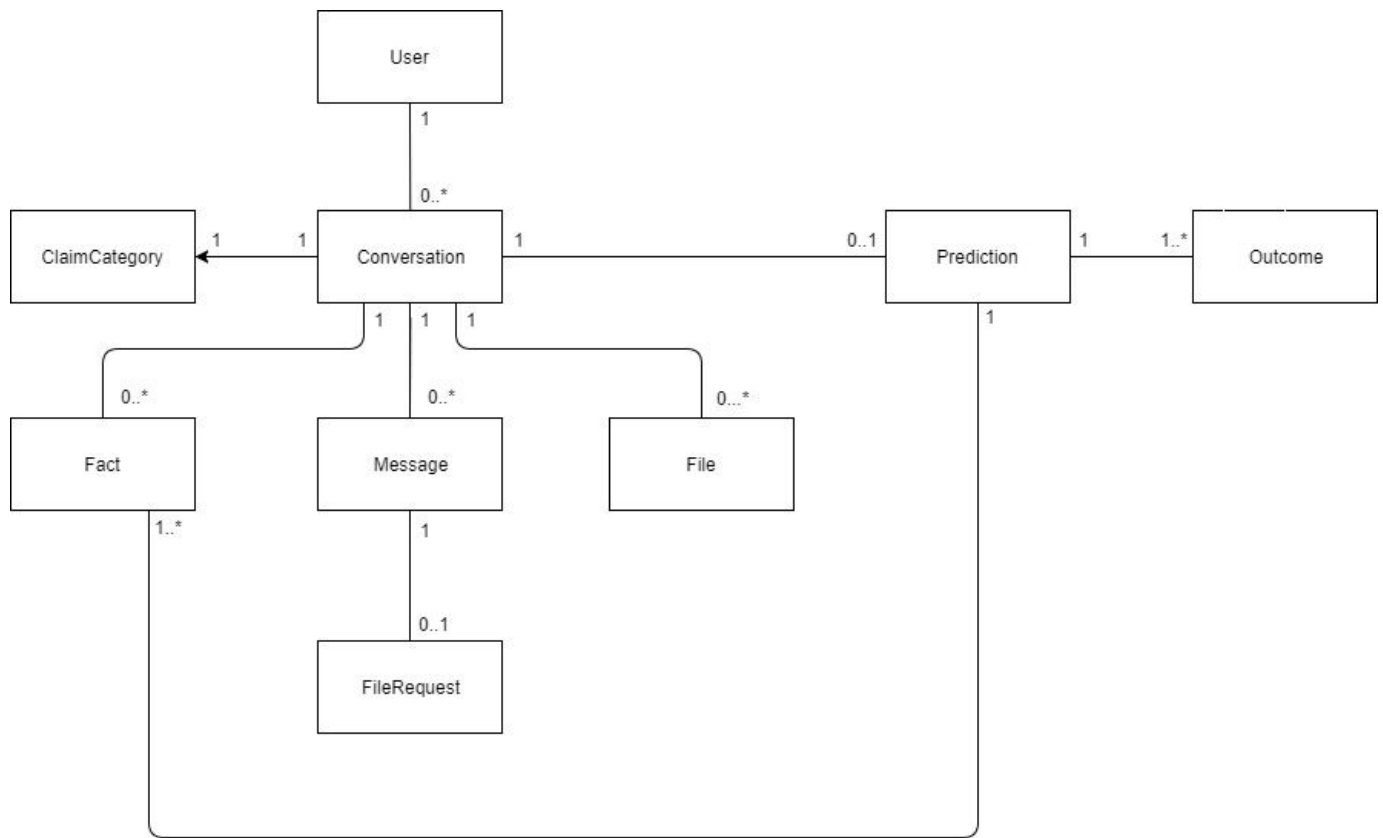 User
1
0..*
ClaimCategory
1
1
Conversation
1
0..1
Prediction
1
1..*
Outcome
1
1
1
1
0..*
0..*
0...*
Fact
Message
File
1..*
1
0..1
FileRequest